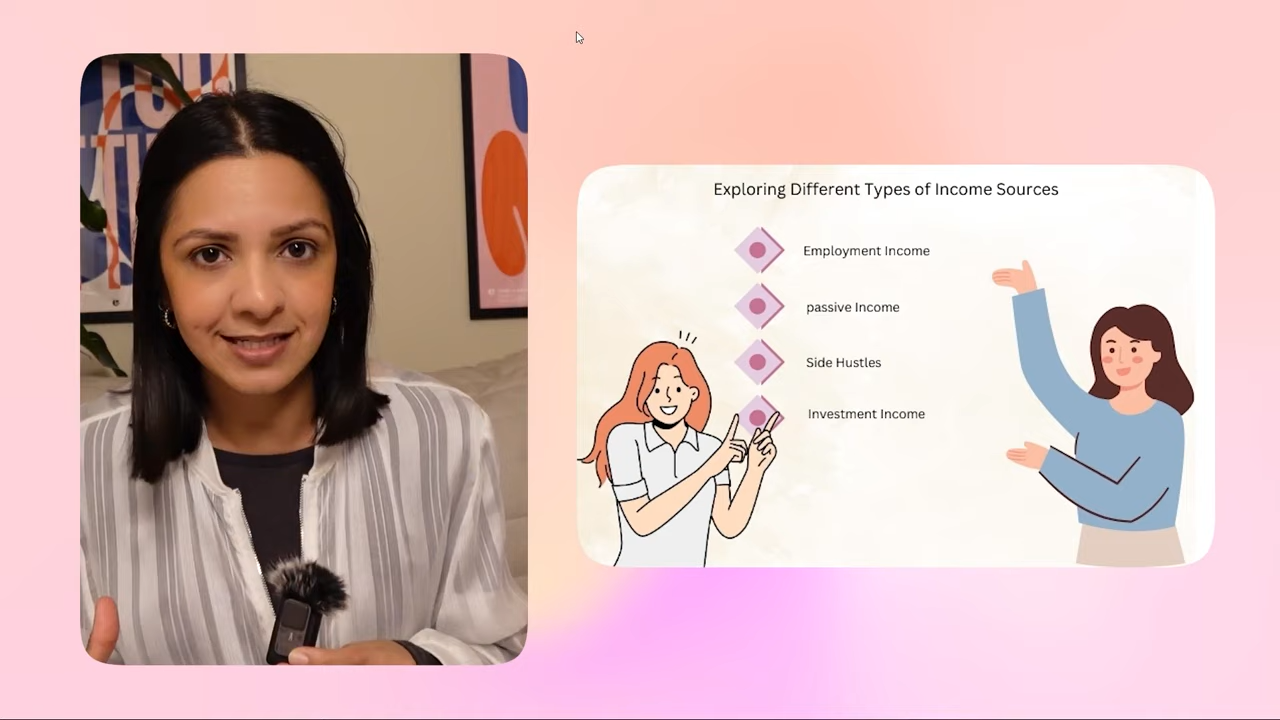 Exploring Different Types of Income Sources
Employment Income
passive Income
Side Hustles
Investment Income